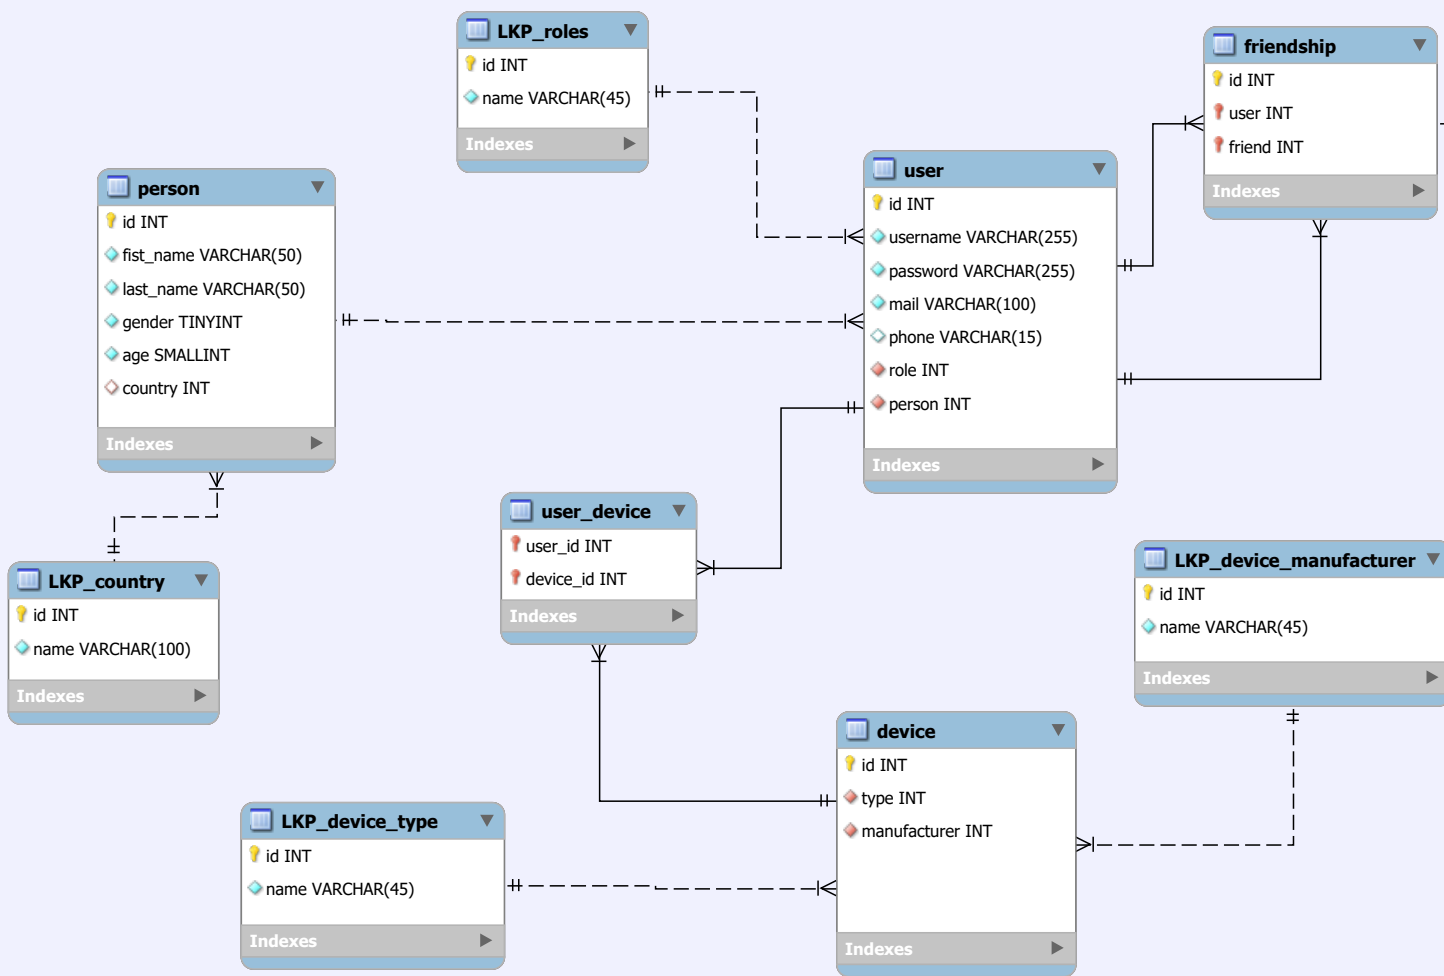 LKP_roles
id INT
name VARCHAR(45)
Indexes
friendship
id INT
user INT
friend INT
Indexes
person
id INT
fist_name VARCHAR(50)
last_name VARCHAR(50)
gender TINYINT
age SMALLINT
country INT
Indexes
user
id INT
username VARCHAR(255)
password VARCHAR(255)
mail VARCHAR(100)
phone VARCHAR(15)
role INT
person INT
Indexes
user_device
user_id INT
device_id INT
Indexes
LKP_country
id INT
name VARCHAR(100)
Indexes
LKP_device_manufacturer
id INT
name VARCHAR(45)
Indexes
device
id INT
type INT
manufacturer INT
Indexes
LKP_device_type
id INT
name VARCHAR(45)
Indexes